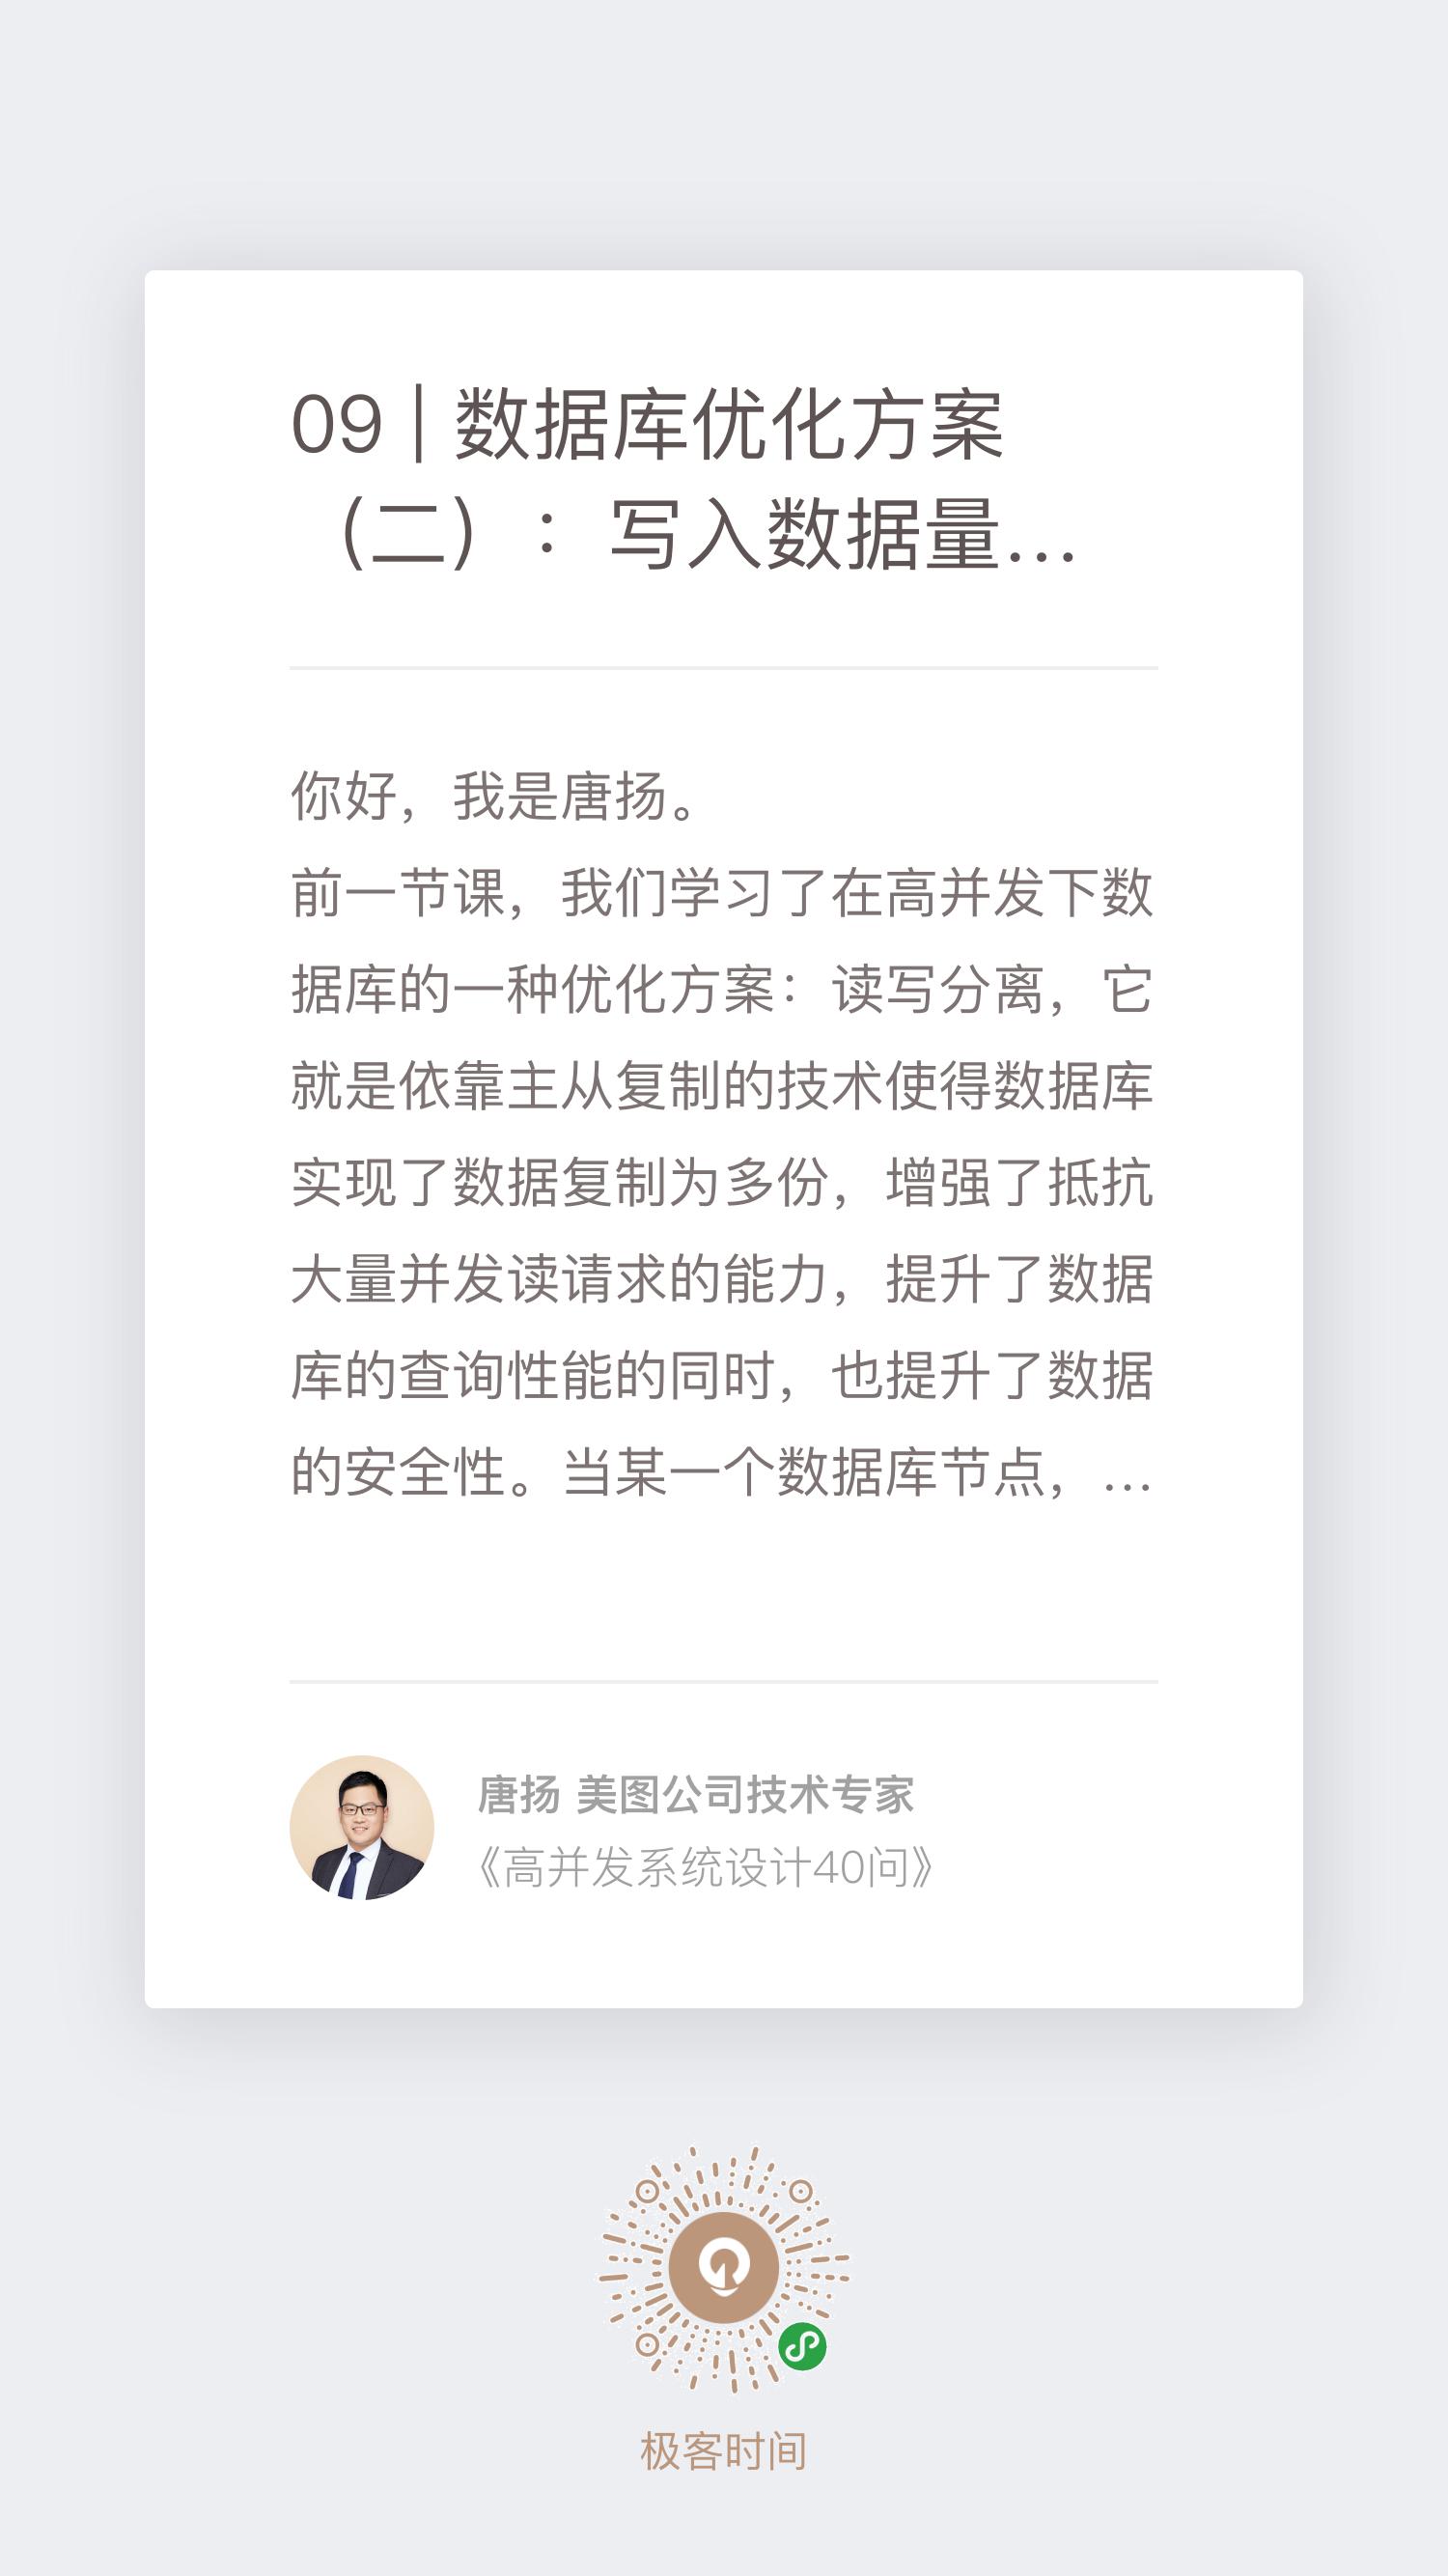 09 | 数据库优化方案
（二）：写入数据量...
你好，我是唐扬。
前一节课，我们学习了在高并发下数
据库的一种优化方案：读写分离，它
就是依靠主从复制的技术使得数据库
实现了数据复制为多份，增强了抵抗
大量并发读请求的能力，提升了数据
库的查询性能的同时，也提升了数据
的安全性。当某一个数据库节点，...
唐扬 美图公司技术专家
《高并发系统设计40问》
极客时间